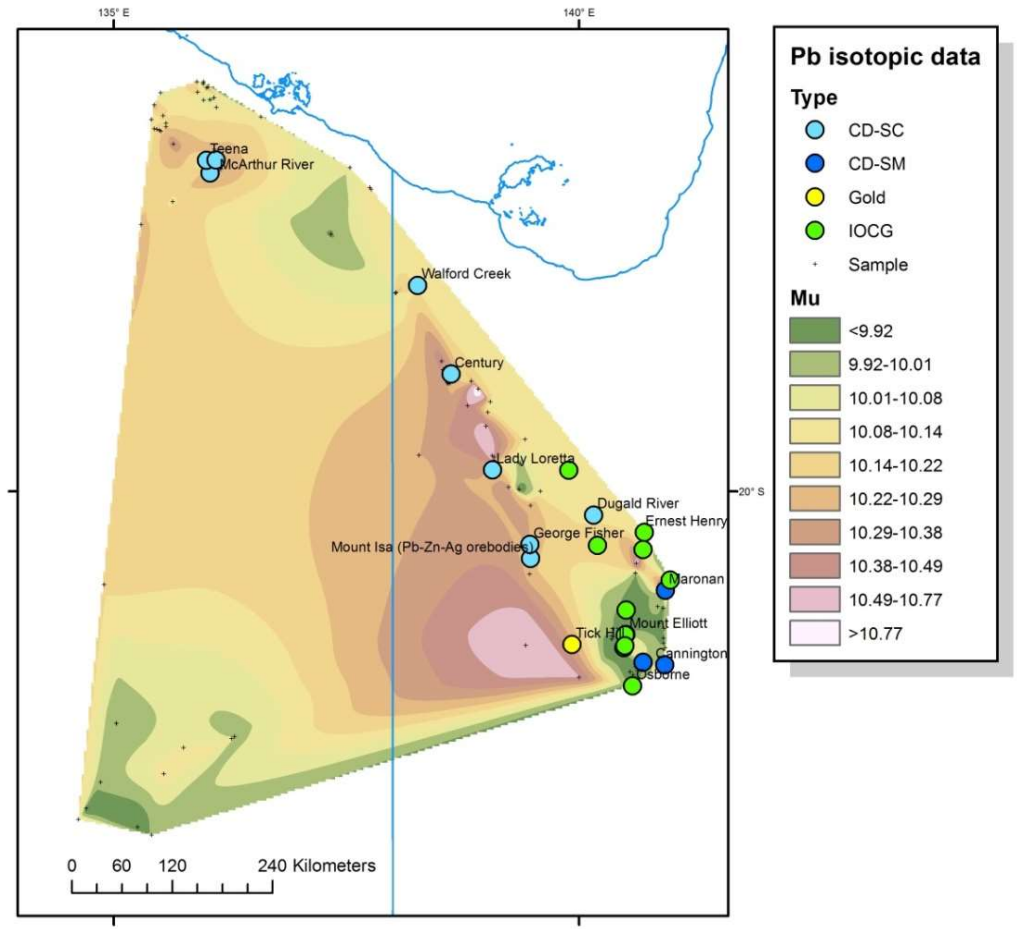 135° E
140° E
Teena
McArthur River
Walford Creek
Century
Lady Loretta
20° S
Dugald River
Ernest Henry
George Fisher
Mount Isa (Pb-Zn-Ag orebodies)
Maronan
Mount Elliott
Tick Hill
Cannington
Osborne
0 60 120 240 Kilometers
Pb isotopic data
Type
CD-SC
CD-SM
Gold
IOCG
Sample
Mu
<9.92
9.92-10.01
10.01-10.08
10.08-10.14
10.14-10.22
10.22-10.29
10.29-10.38
10.38-10.49
10.49-10.77
>10.77